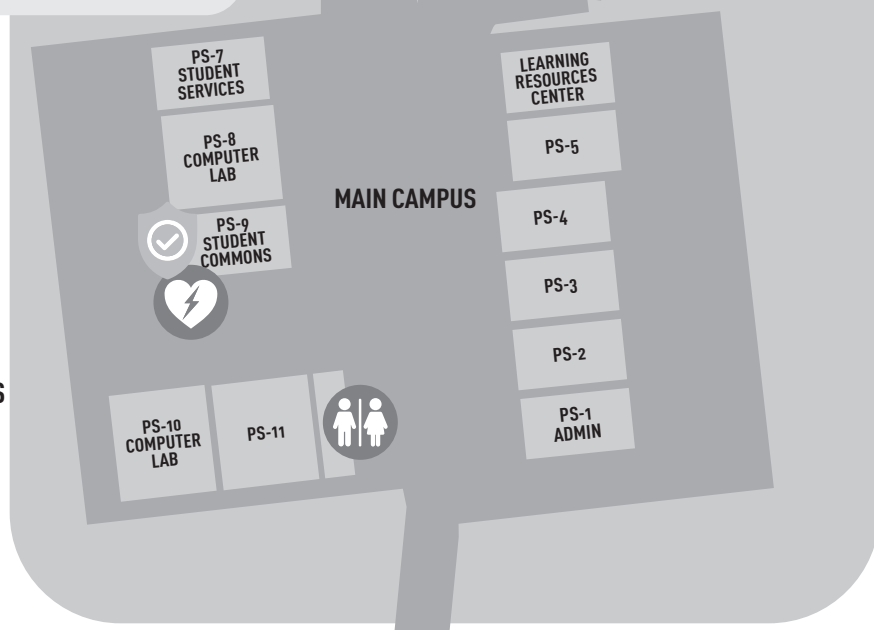 PS-7
STUDENT
SERVICES
PS-8
COMPUTER
LAB
PS-9
STUDENT
COMMONS
MAIN CAMPUS
LEARNING
RESOURCES
CENTER
PS-5
PS-4
PS-3
PS-2
PS-1
ADMIN
S
PS-10
COMPUTER
LAB
PS-11